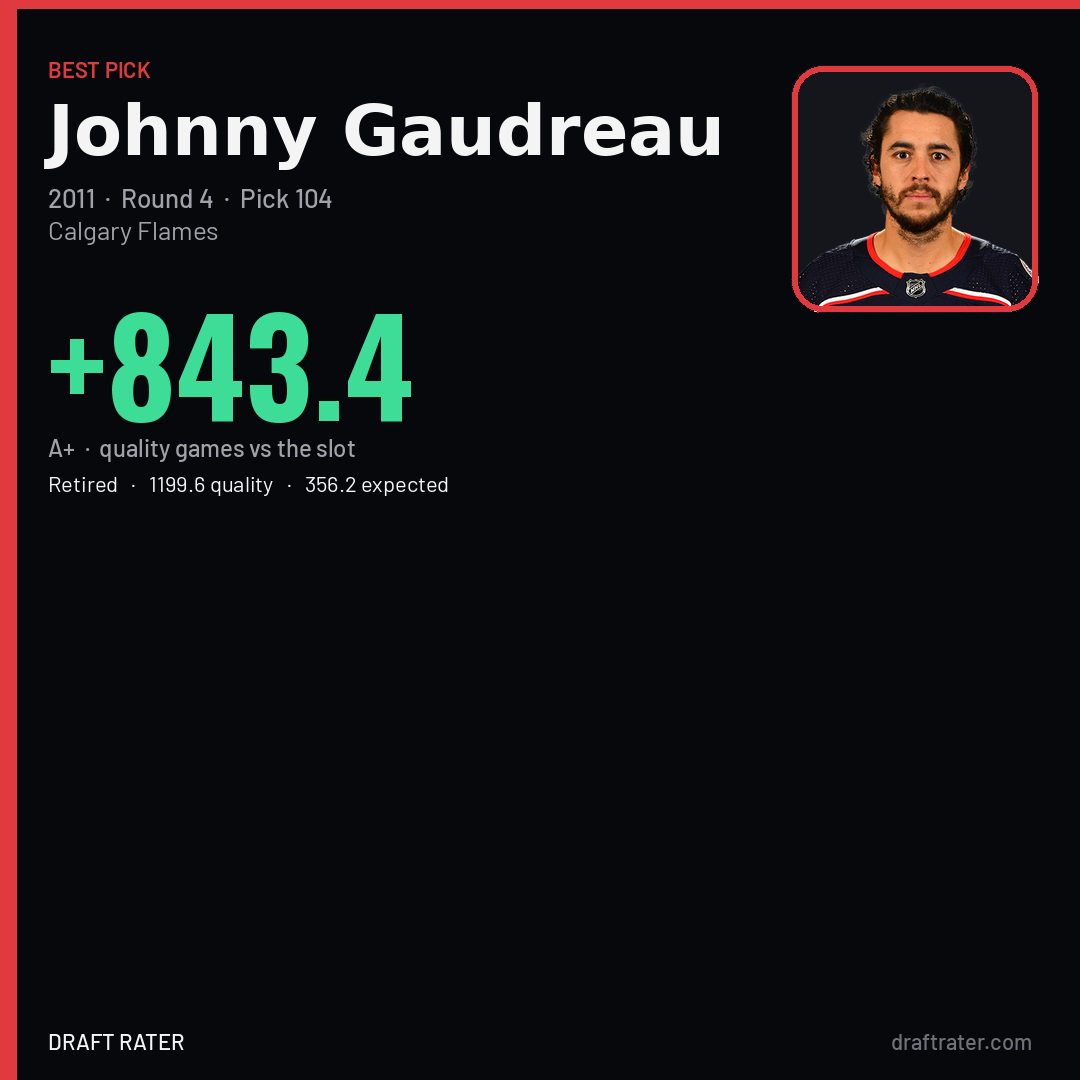 BEST PICK
Johnny Gaudreau
2011 · Round 4 · Pick 104
Calgary Flames
+843.4
A+ · quality games vs the slot
Retired · 1199.6 quality · 356.2 expected
DRAFT RATER
draftrater.com